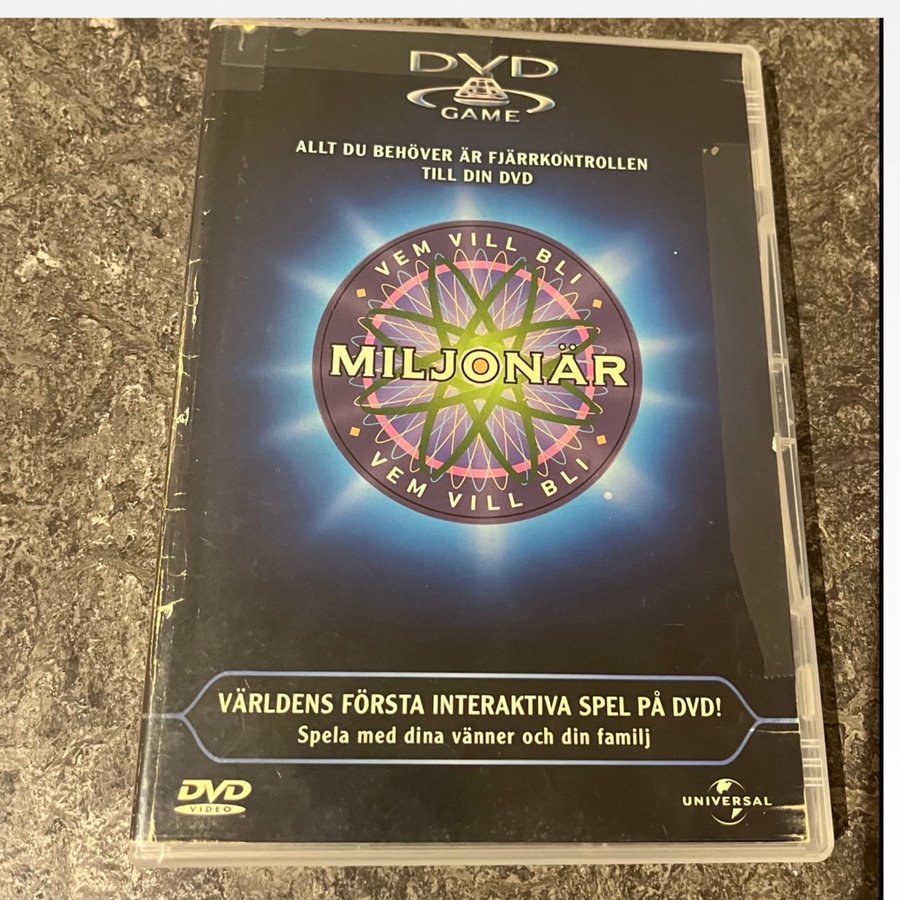 DVD
GAME
ALLT DU BEHÖVER ÄR FJÄRRKONTROLLEN
TILL DIN DVD
VEM VILL BLI
MILJONÄR
VEM VILL BLI
®
VÄRLDENS FÖRSTA INTERAKTIVA SPEL PÅ DVD!
Spela med dina vänner och din familj
DVD
VIDEO
UNIVERSAL